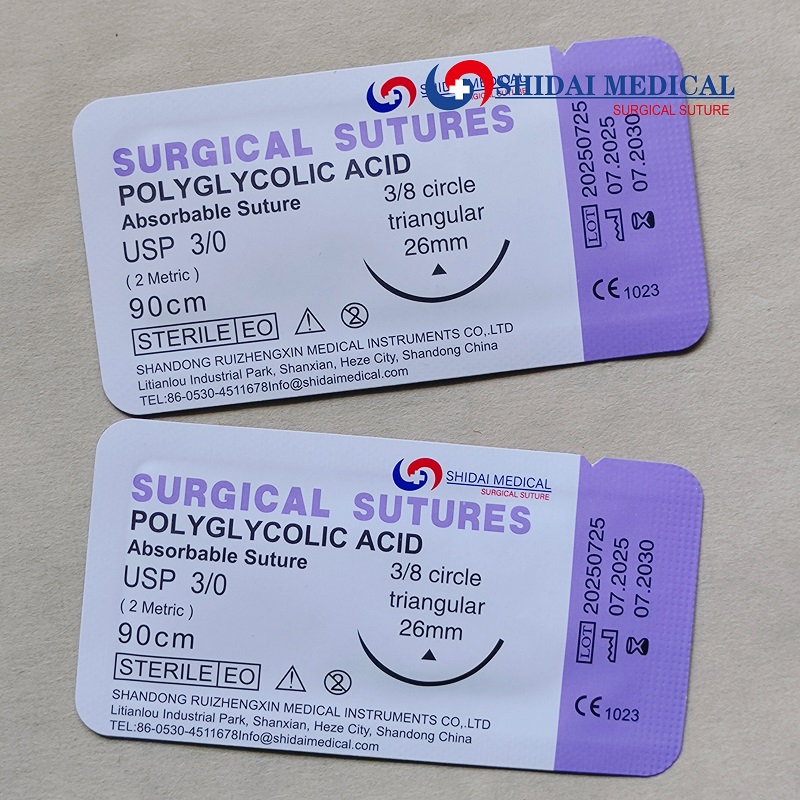 SHIDAI MEDICAL
SURGICAL SUTURE
SURGICAL SUTURES
POLYGLYCOLIC ACID
Absorbable Suture
USP 3/0
( 2 Metric )
90cm
STERILE EO
3/8 circle
triangular
26mm
SHANDONG RUIZHENGXIN MEDICAL INSTRUMENTS CO,.LTD
Litianlou Industrial Park, Shanxian, Heze City, Shandong China
TEL:86-0530-4511678Info@shidaimedical.com
LOT 20250725
07.2025
07.2030
CE 1023
SHIDAI MEDICAL
SURGICAL SUTURE
SURGICAL SUTURES
POLYGLYCOLIC ACID
Absorbable Suture
USP 3/0
( 2 Metric )
90cm
STERILE EO
3/8 circle
triangular
26mm
SHANDONG RUIZHENGXIN MEDICAL INSTRUMENTS CO,.LTD
Litianlou Industrial Park, Shanxian, Heze City, Shandong China
TEL:86-0530-4511678Info@shidaimedical.com
LOT 20250725
07.2025
07.2030
CE 1023